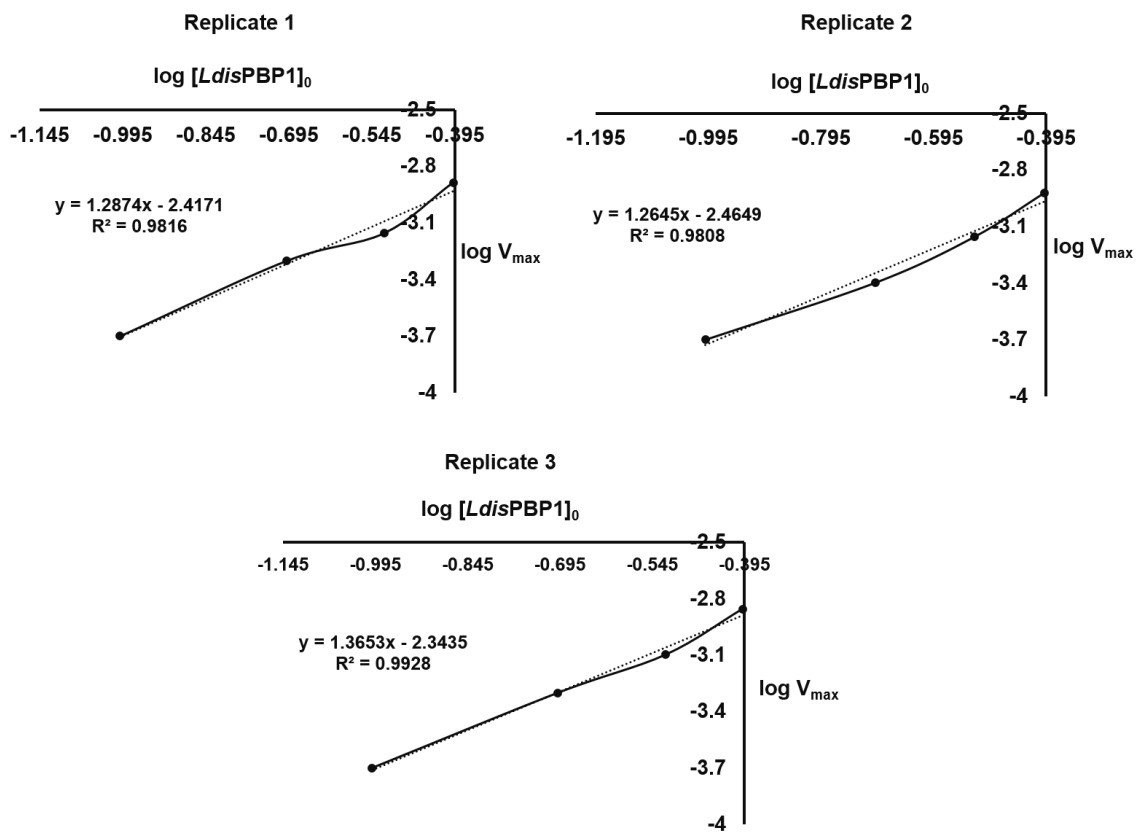 Replicate 1
log [LdisPBP1]₀
-2.5
-1.145 -0.995 -0.845 -0.695 -0.545 -0.395
-2.8
y = 1.2874x - 2.4171
R² = 0.9816
-3.1
log Vmax
-3.4
-3.7
-4
Replicate 2
log [LdisPBP1]₀
-2.5
-1.195 -0.995 -0.795 -0.595 -0.395
-2.8
y = 1.2645x - 2.4649
R² = 0.9808
-3.1
log Vmax
-3.4
-3.7
-4
Replicate 3
log [LdisPBP1]₀
-2.5
-1.145 -0.995 -0.845 -0.695 -0.545 -0.395
-2.8
y = 1.3653x - 2.3435
R² = 0.9928
-3.1
log Vmax
-3.4
-3.7
-4